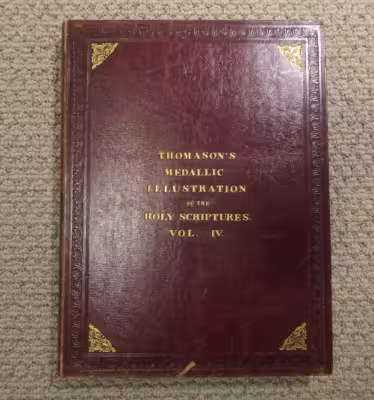 THOMASON'S
MEDALLIC
ILLUSTRATION
OF THE
HOLY SCRIPTURES.
VOL. IV.